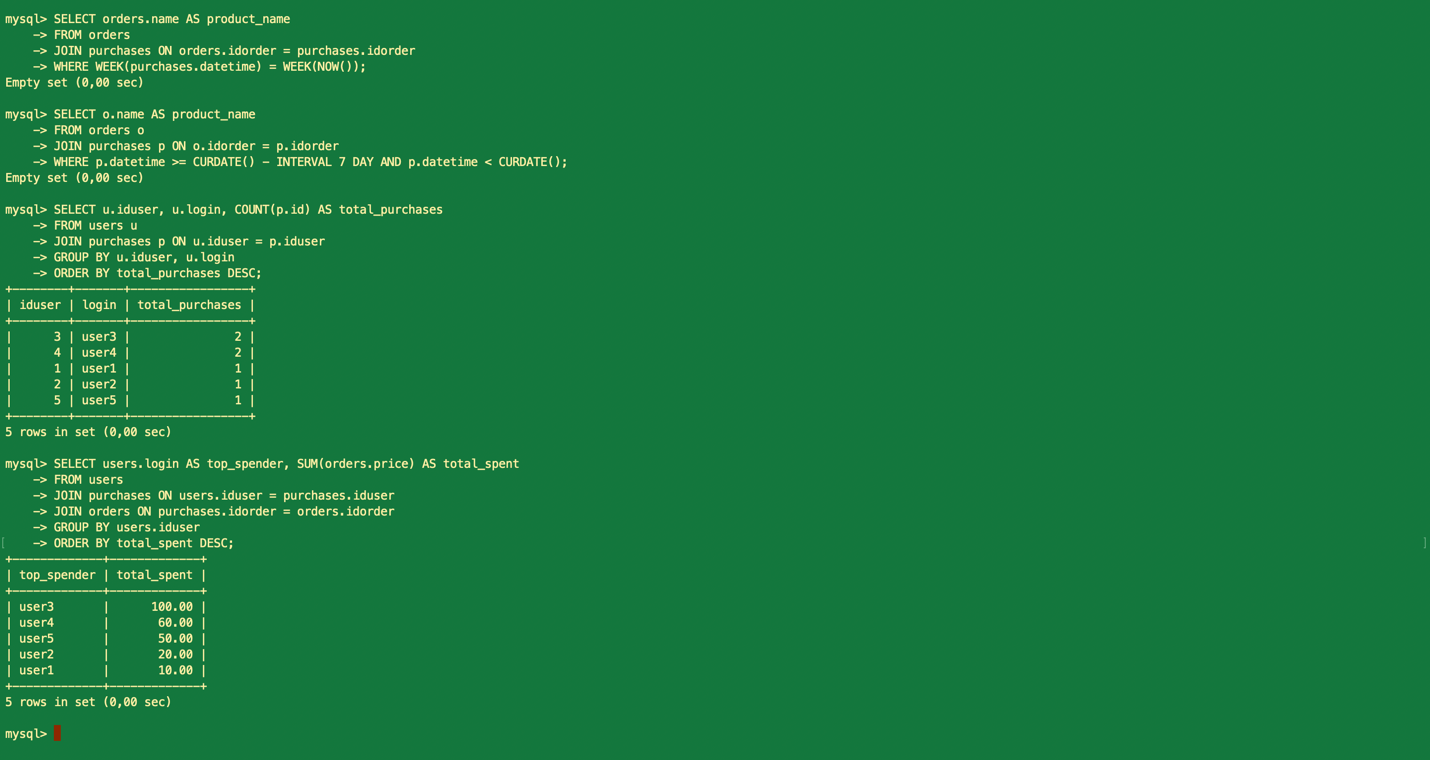 mysql> SELECT orders.name AS product_name
    -> FROM orders
    -> JOIN purchases ON orders.idorder = purchases.idorder
    -> WHERE WEEK(purchases.datetime) = WEEK(NOW());
Empty set (0,00 sec)

mysql> SELECT o.name AS product_name
    -> FROM orders o
    -> JOIN purchases p ON o.idorder = p.idorder
    -> WHERE p.datetime >= CURDATE() - INTERVAL 7 DAY AND p.datetime < CURDATE();
Empty set (0,00 sec)

mysql> SELECT u.iduser, u.login, COUNT(p.id) AS total_purchases
    -> FROM users u
    -> JOIN purchases p ON u.iduser = p.iduser
    -> GROUP BY u.iduser, u.login
    -> ORDER BY total_purchases DESC;
+--------+-------+-----------------+
| iduser | login | total_purchases |
+--------+-------+-----------------+
|      3 | user3 |               2 |
|      4 | user4 |               2 |
|      1 | user1 |               1 |
|      2 | user2 |               1 |
|      5 | user5 |               1 |
+--------+-------+-----------------+
5 rows in set (0,00 sec)

mysql> SELECT users.login AS top_spender, SUM(orders.price) AS total_spent
    -> FROM users
    -> JOIN purchases ON users.iduser = purchases.iduser
    -> JOIN orders ON purchases.idorder = orders.idorder
    -> GROUP BY users.iduser
[   -> ORDER BY total_spent DESC; ]
+-------------+-------------+
| top_spender | total_spent |
+-------------+-------------+
| user3       |      100.00 |
| user4       |       60.00 |
| user5       |       50.00 |
| user2       |       20.00 |
| user1       |       10.00 |
+-------------+-------------+
5 rows in set (0,00 sec)

mysql>